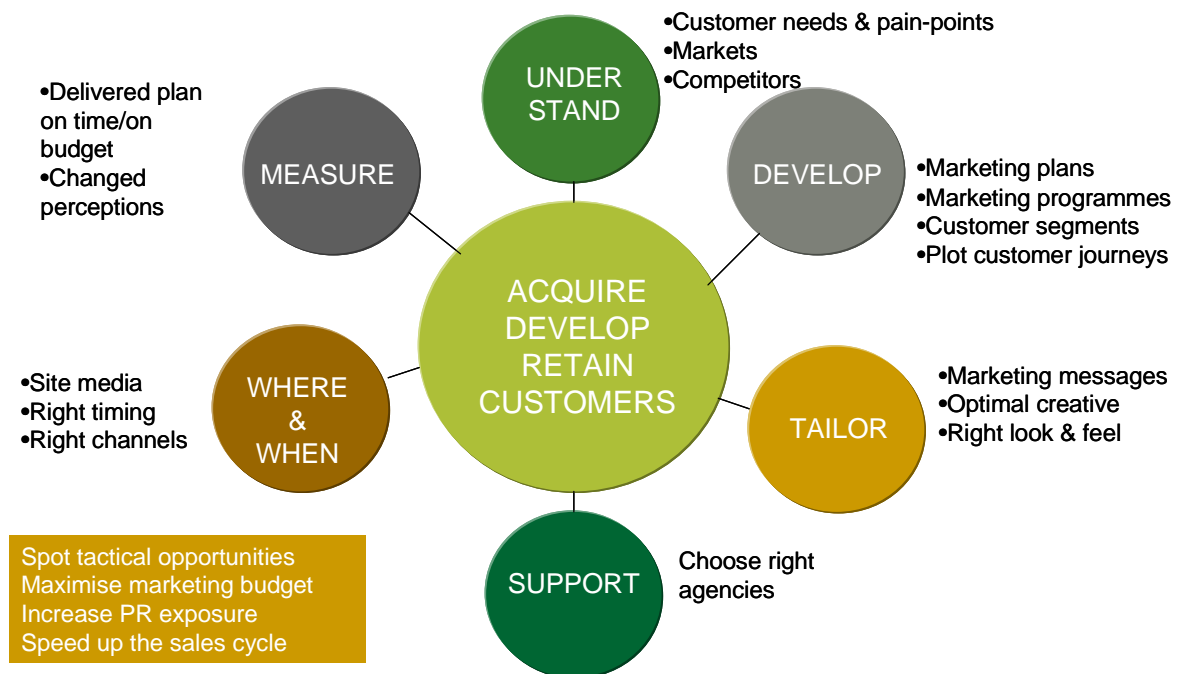 •Customer needs & pain-points
•Markets
•Competitors
UNDER
STAND
•Delivered plan
on time/on
budget
•Changed
perceptions
MEASURE
DEVELOP
•Marketing plans
•Marketing programmes
•Customer segments
•Plot customer journeys
ACQUIRE
DEVELOP
RETAIN
CUSTOMERS
•Site media
•Right timing
•Right channels
WHERE
&
WHEN
TAILOR
•Marketing messages
•Optimal creative
•Right look & feel
SUPPORT
Choose right
agencies
Spot tactical opportunities
Maximise marketing budget
Increase PR exposure
Speed up the sales cycle